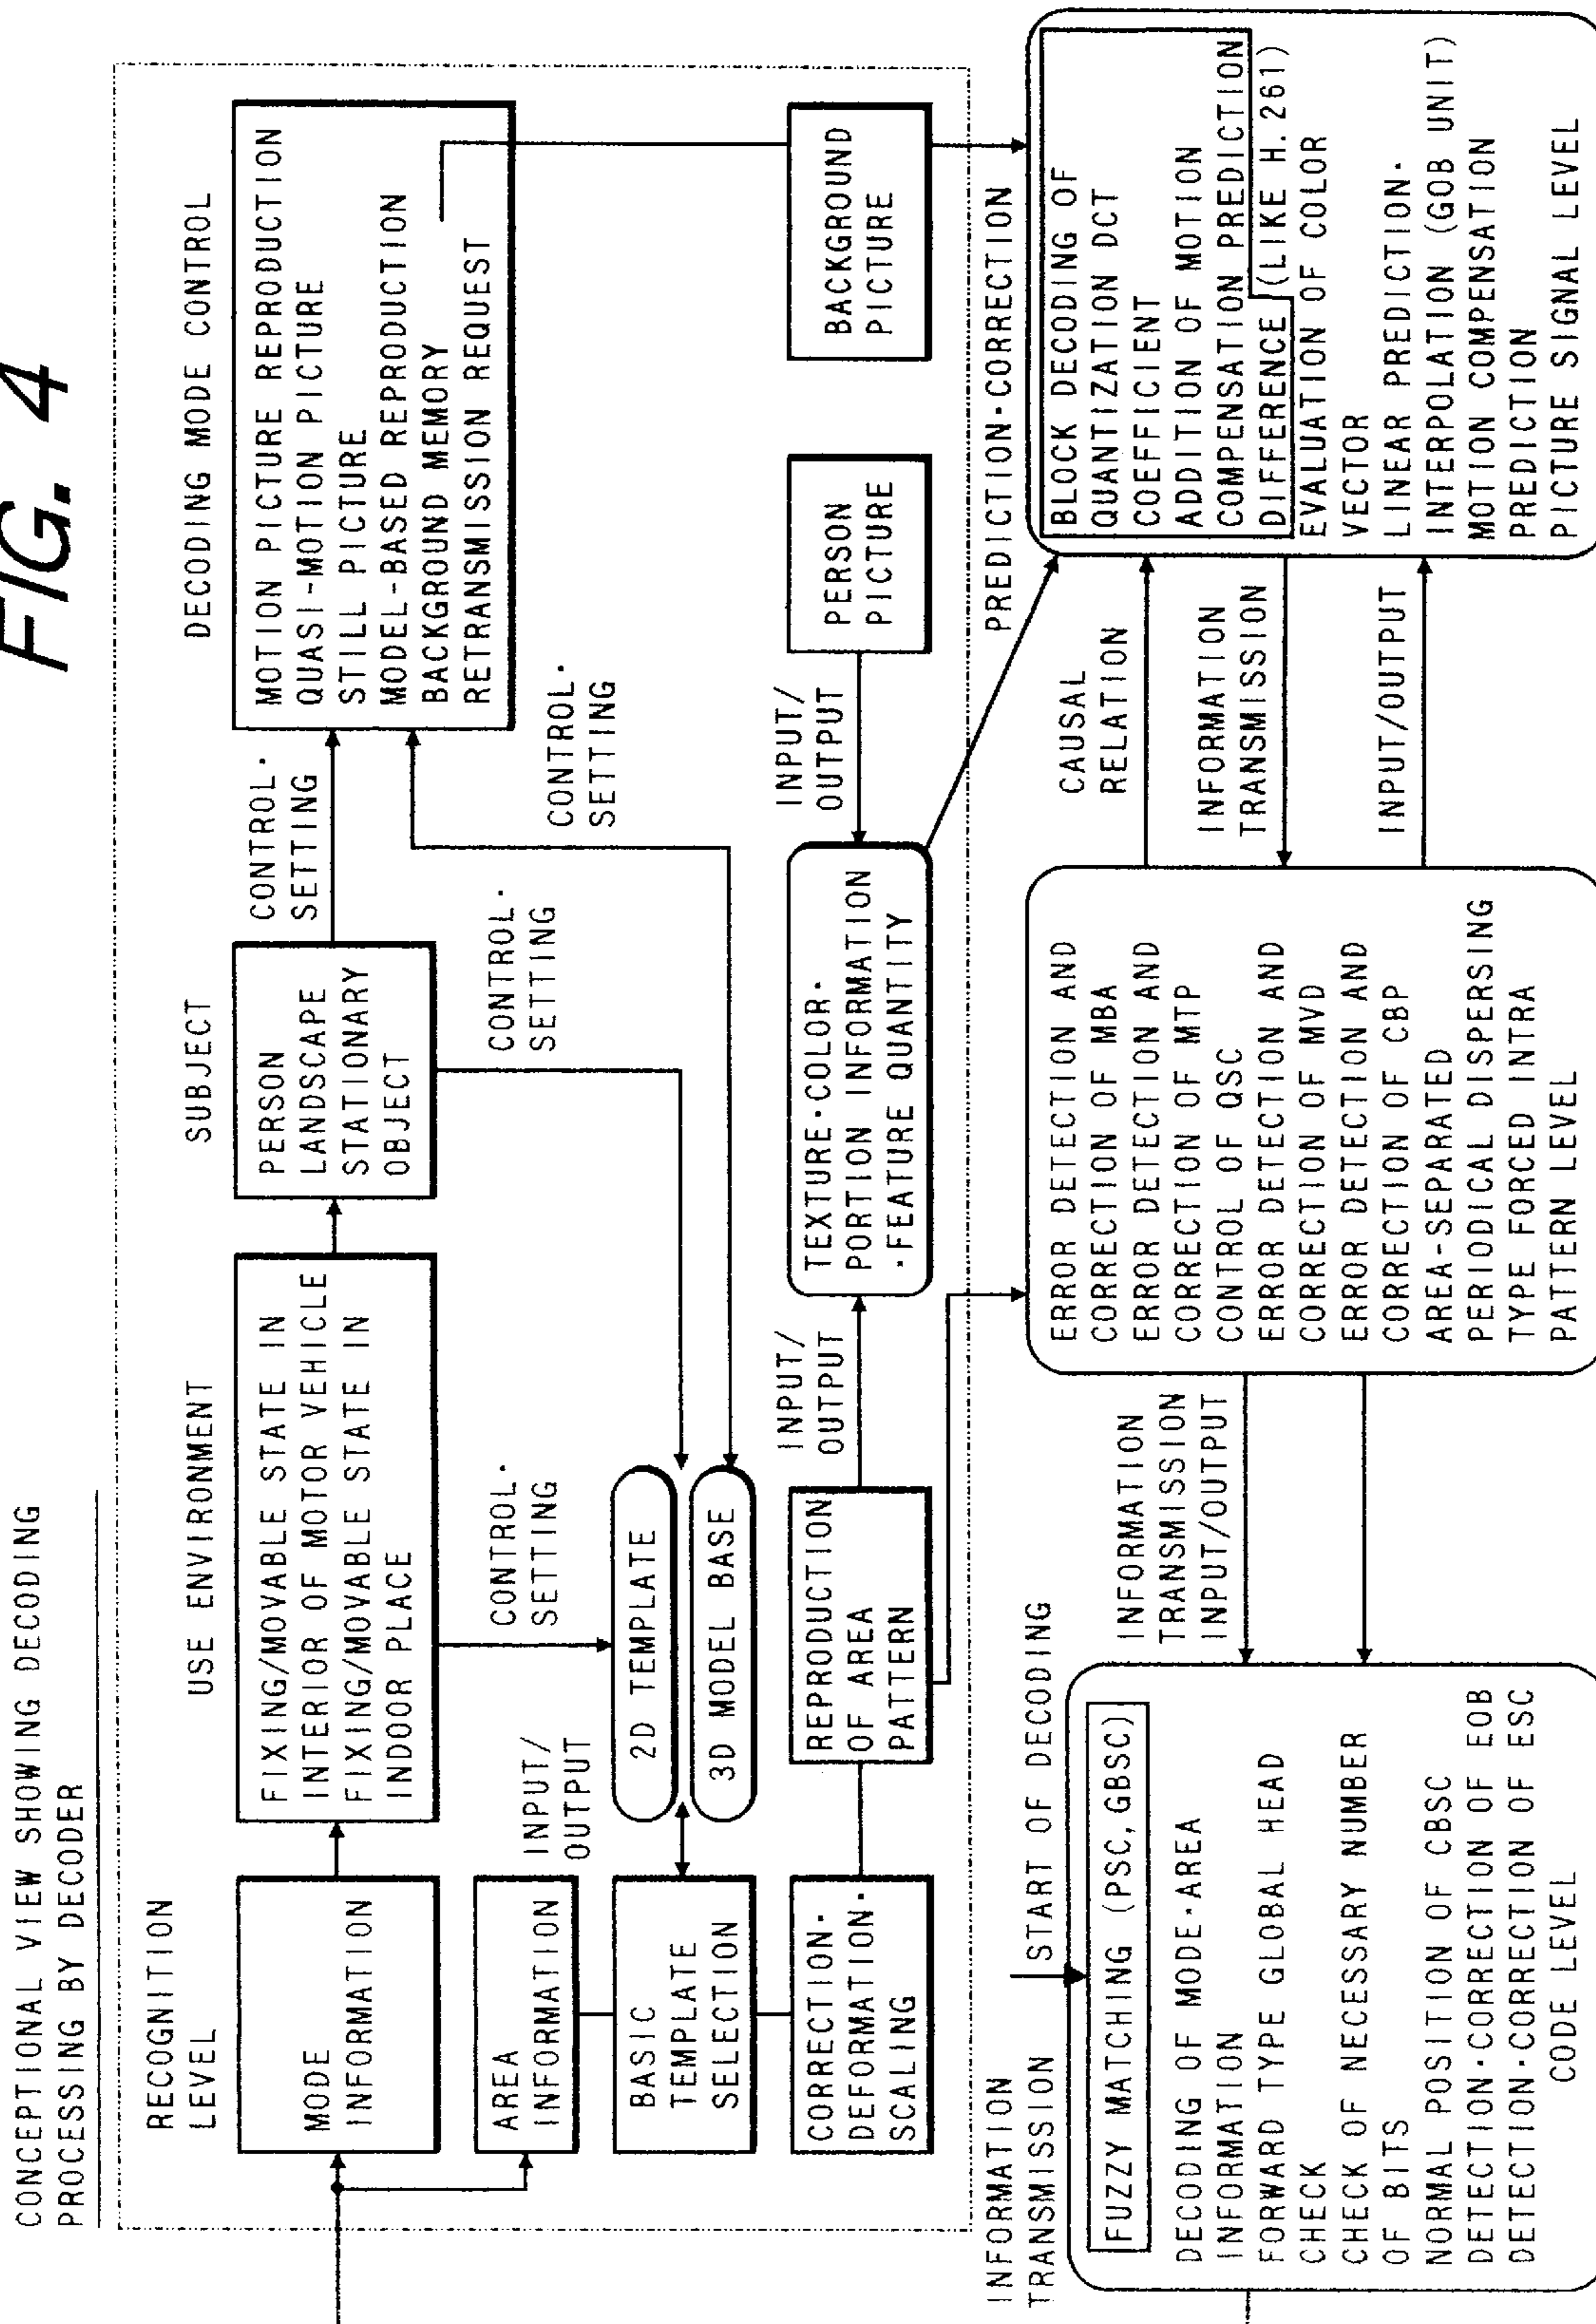 FIG. 4
CONCEPTIONAL VIEW SHOWING DECODING
PROCESSING BY DECODER
RECOGNITION
LEVEL
MODE
INFORMATION
USE ENVIRONMENT
FIXING/MOVABLE STATE IN
INTERIOR OF MOTOR VEHICLE
FIXING/MOVABLE STATE IN
INDOOR PLACE
SUBJECT
PERSON
LANDSCAPE
STATIONARY
OBJECT
CONTROL·
SETTING
DECODING MODE CONTROL
MOTION PICTURE REPRODUCTION
QUASI-MOTION PICTURE
STILL PICTURE
MODEL-BASED REPRODUCTION
BACKGROUND MEMORY
RETRANSMISSION REQUEST
AREA
INFORMATION
INPUT/
OUTPUT
CONTROL·
SETTING
CONTROL·
SETTING
CONTROL·
SETTING
BASIC
TEMPLATE
SELECTION
2D TEMPLATE
3D MODEL BASE
CORRECTION·
DEFORMATION·
SCALING
REPRODUCTION
OF AREA
PATTERN
INPUT/
OUTPUT
TEXTURE·COLOR·
PORTION INFORMATION
·FEATURE QUANTITY
INPUT/
OUTPUT
PERSON
PICTURE
BACKGROUND
PICTURE
INFORMATION
TRANSMISSION
START OF DECODING
PREDICTION·CORRECTION
FUZZY MATCHING (PSC,GBSC)
DECODING OF MODE·AREA
INFORMATION
FORWARD TYPE GLOBAL HEAD
CHECK
CHECK OF NECESSARY NUMBER
OF BITS
NORMAL POSITION OF CBSC
DETECTION·CORRECTION OF EOB
DETECTION·CORRECTION OF ESC
CODE LEVEL
INFORMATION
TRANSMISSION
INPUT/OUTPUT
ERROR DETECTION AND
CORRECTION OF MBA
ERROR DETECTION AND
CORRECTION OF MTP
CONTROL OF QSC
ERROR DETECTION AND
CORRECTION OF MVD
ERROR DETECTION AND
CORRECTION OF CBP
AREA-SEPARATED
PERIODICAL DISPERSING
TYPE FORCED INTRA
PATTERN LEVEL
CAUSAL
RELATION
INFORMATION
TRANSMISSION
INPUT/OUTPUT
BLOCK DECODING OF
QUANTIZATION DCT
COEFFICIENT
ADDITION OF MOTION
COMPENSATION PREDICTION
DIFFERENCE (LIKE H.261)
EVALUATION OF COLOR
VECTOR
LINEAR PREDICTION·
INTERPOLATION (GOB UNIT)
MOTION COMPENSATION
PREDICTION
PICTURE SIGNAL LEVEL